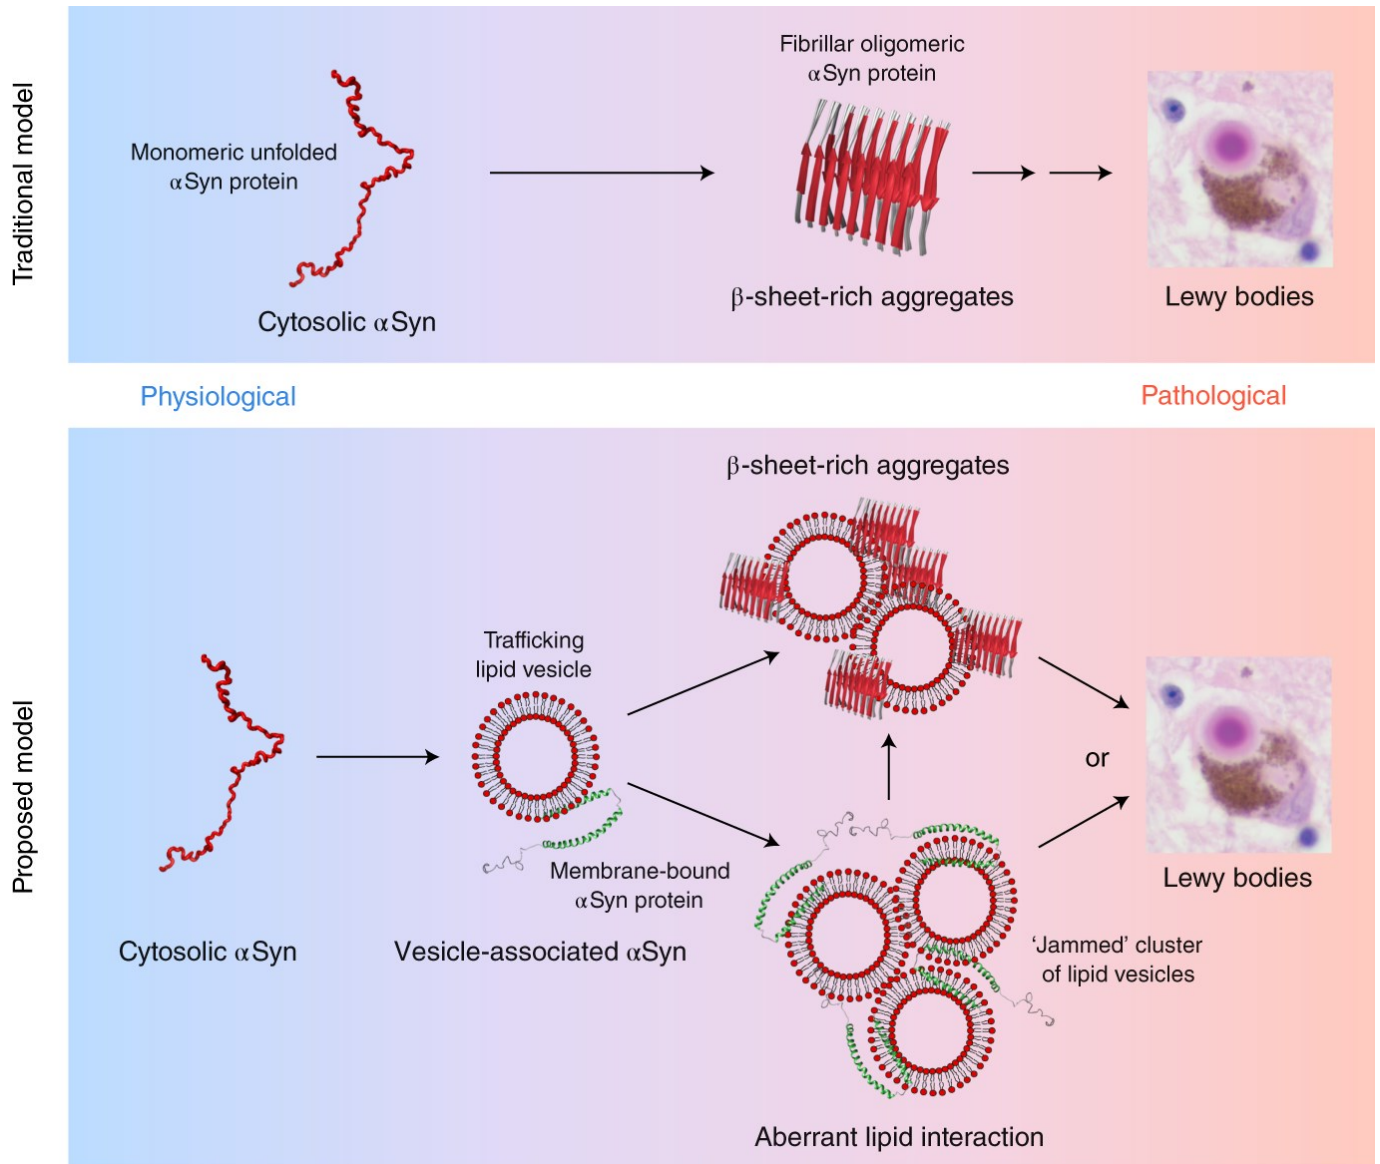 Traditional model
Fibrillar oligomeric
αSyn protein
Monomeric unfolded
αSyn protein
β-sheet-rich aggregates
Lewy bodies
Cytosolic αSyn
Physiological
Pathological
Proposed model
β-sheet-rich aggregates
Trafficking
lipid vesicle
or
Membrane-bound
αSyn protein
Lewy bodies
Cytosolic αSyn
Vesicle-associated αSyn
‘Jammed’ cluster
of lipid vesicles
Aberrant lipid interaction